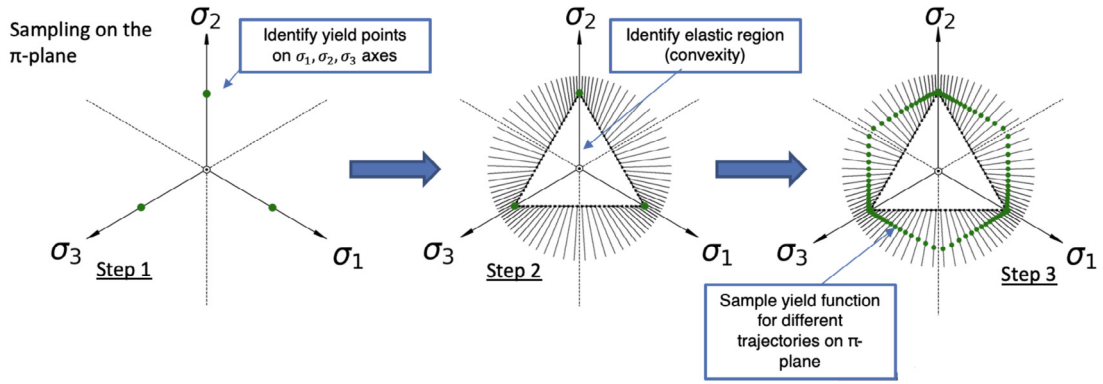 Sampling on the
π-plane
σ₂
Identify yield points
on σ₁, σ₂, σ₃ axes
σ₃
σ₁
Step 1
σ₂
Identify elastic region
(convexity)
σ₃
σ₁
Step 2
σ₂
σ₃
σ₁
Step 3
Sample yield function
for different
trajectories on π-
plane